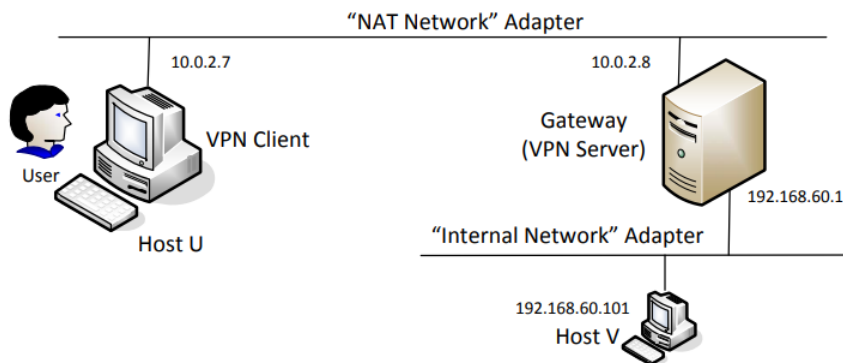 “NAT Network” Adapter
10.0.2.7
10.0.2.8
VPN Client
Gateway
(VPN Server)
User
192.168.60.1
Host U
“Internal Network” Adapter
192.168.60.101
Host V